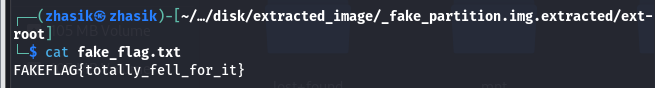 ┌──(zhasik㉿zhasik)-[~/…/disk/extracted_image/_fake_partition.img.extracted/ext-
root]
└─$ cat fake_flag.txt
FAKEFLAG{totally_fell_for_it}